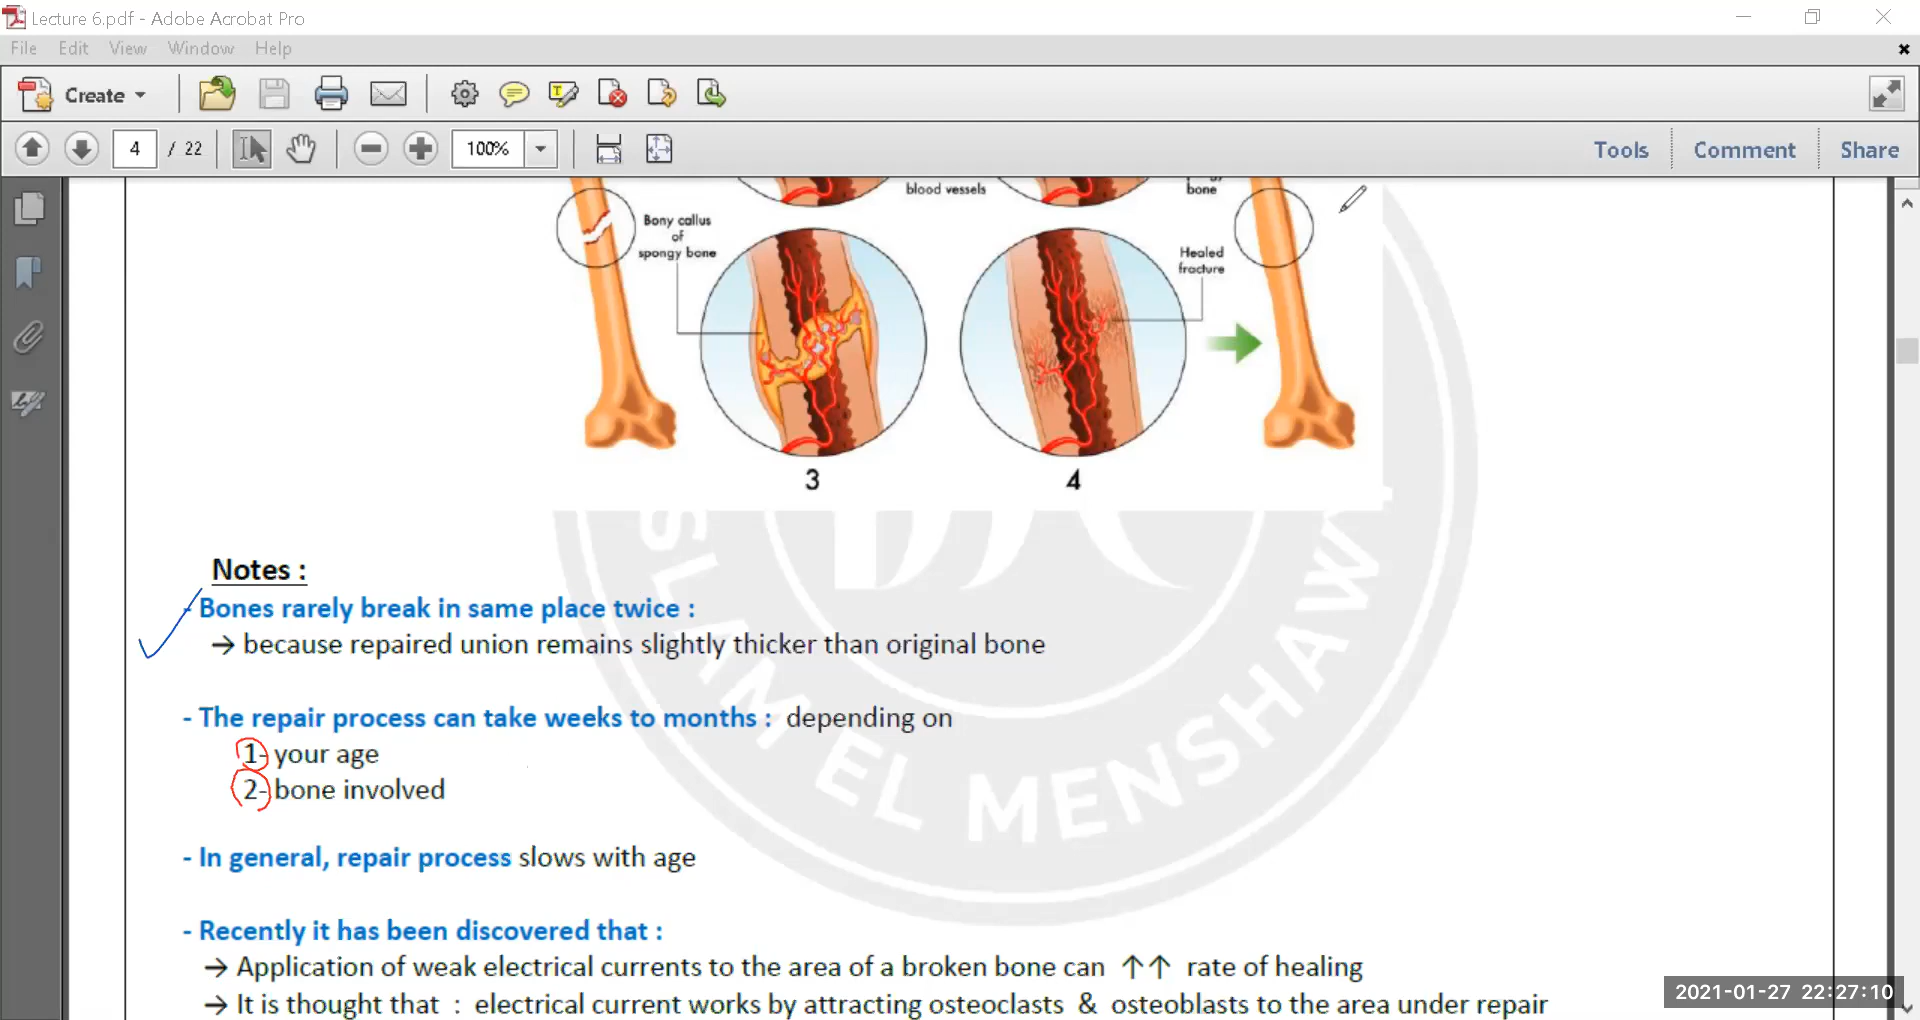 Lecture 6.pdf - Adobe Acrobat Pro
File Edit View Window Help
Create
4 / 22 100% Tools Comment Share
blood vessels
bone
Bony callus
of
spongy bone
Healed
fracture
3 4
Notes :
- Bones rarely break in same place twice :
→ because repaired union remains slightly thicker than original bone
- The repair process can take weeks to months : depending on
1- your age
2- bone involved
- In general, repair process slows with age
- Recently it has been discovered that :
→ Application of weak electrical currents to the area of a broken bone can ↑↑ rate of healing
→ It is thought that : electrical current works by attracting osteoclasts & osteoblasts to the area under repair
SLAM EL MENSHAW
2021-01-27 22:27:10